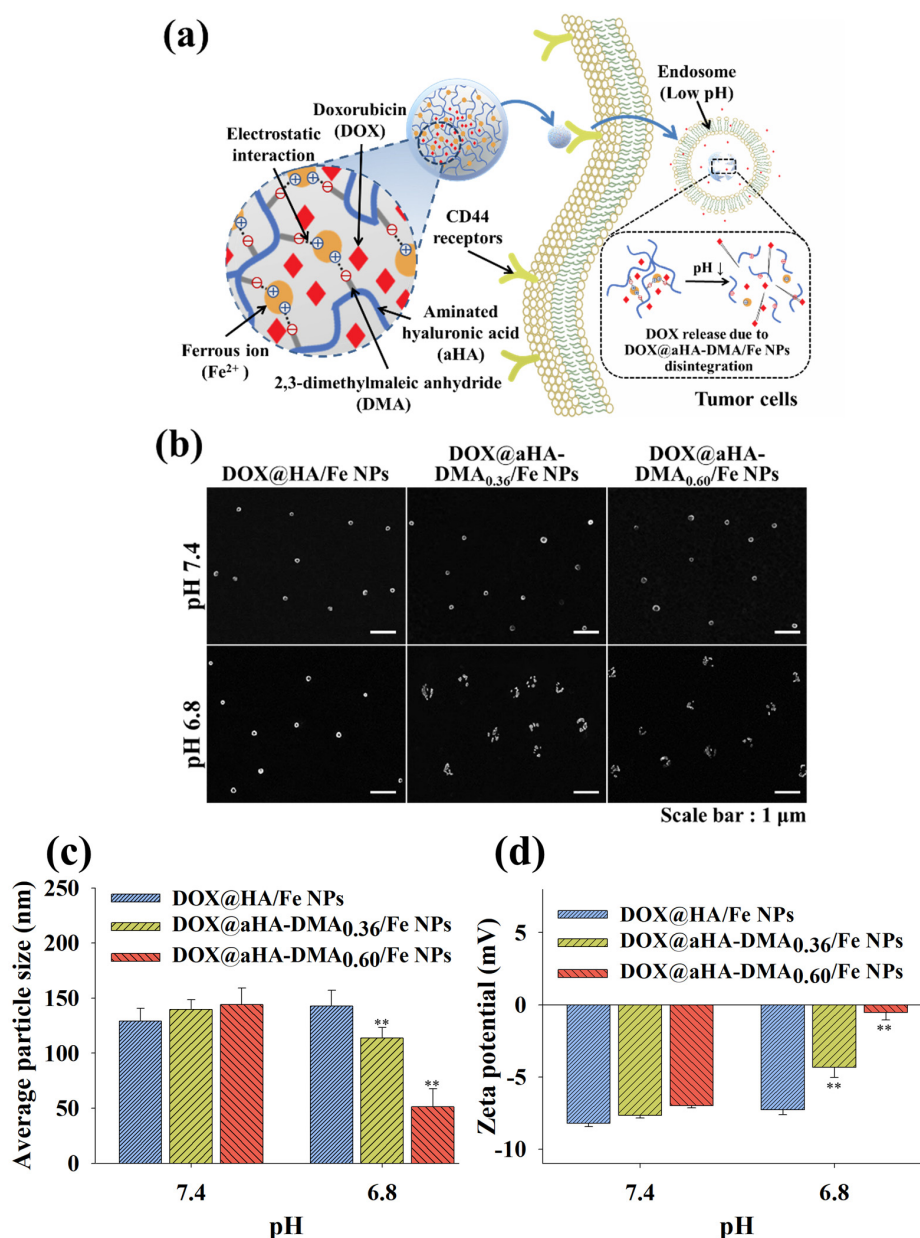 (a)
Doxorubicin
(DOX)
Electrostatic
interaction
Endosome
(Low pH)
CD44
receptors
pH ↓
Aminated
hyaluronic acid
(aHA)
Ferrous ion
(Fe²⁺)
2,3-dimethylmaleic anhydride
(DMA)
DOX release due to
DOX@aHA-DMA/Fe NPs
disintegration
Tumor cells
(b)
DOX@HA/Fe NPs
DOX@aHA-
DMA₀.₃₆/Fe NPs
DOX@aHA-
DMA₀.₆₀/Fe NPs
pH 7.4
pH 6.8
Scale bar : 1 μm
(c)
DOX@HA/Fe NPs
DOX@aHA-DMA₀.₃₆/Fe NPs
DOX@aHA-DMA₀.₆₀/Fe NPs
Average particle size (nm)
250
200
150
100
50
0
**
**
7.4
6.8
pH
(d)
DOX@HA/Fe NPs
DOX@aHA-DMA₀.₃₆/Fe NPs
DOX@aHA-DMA₀.₆₀/Fe NPs
Zeta potential (mV)
5
0
-5
-10
**
**
7.4
6.8
pH